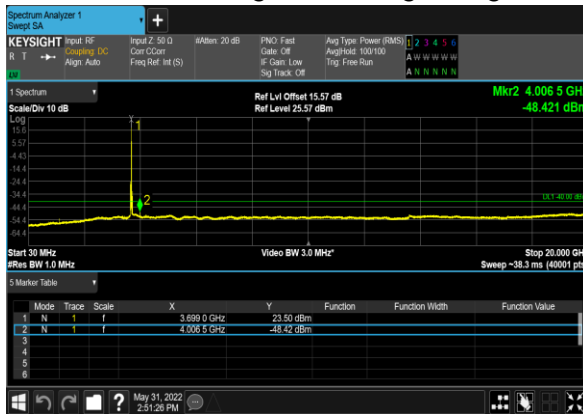 Spectrum Analyzer 1
Swept SA
+
KEYSIGHT Input: RF Input Z: 50 Ω #Atten: 20 dB PNO: Fast Avg Type: Power (RMS) 1 2 3 4 5 6
R T Coupling: DC Corr CCorr Gate: Off Avg|Hold: 100/100 A W W W W W
Align: Auto Freq Ref: Int (S) IF Gain: Low Trig: Free Run
Sig Track: Off A N N N N N
1 Spectrum
Scale/Div 10 dB
Ref Lvl Offset 15.57 dB
Ref Level 25.57 dBm
Mkr2 4.006 5 GH
-48.421 dBm
Log
15.6
5.57
-4.43
-14.4
-24.4
-34.4
-44.4
-54.4
-64.4
1
2
DL1 -40.00 dB
Start 30 MHz Video BW 3.0 MHz* Stop 20.000 GH
#Res BW 1.0 MHz Sweep ~38.3 ms (40001 pts
5 Marker Table
Mode Trace Scale X Y Function Function Width Function Value
1 N 1 f 3.699 0 GHz 23.50 dBm
2 N 1 f 4.006 5 GHz -48.42 dBm
3
4
5
6
? May 31, 2022
2:51:26 PM